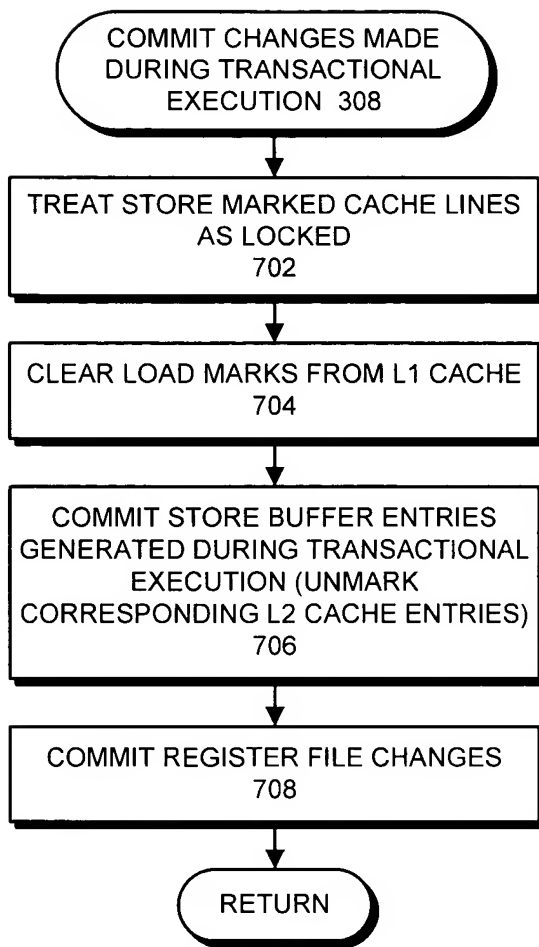 COMMIT CHANGES MADE
DURING TRANSACTIONAL
EXECUTION 308
TREAT STORE MARKED CACHE LINES
AS LOCKED
702
CLEAR LOAD MARKS FROM L1 CACHE
704
COMMIT STORE BUFFER ENTRIES
GENERATED DURING TRANSACTIONAL
EXECUTION (UNMARK
CORRESPONDING L2 CACHE ENTRIES)
706
COMMIT REGISTER FILE CHANGES
708
RETURN